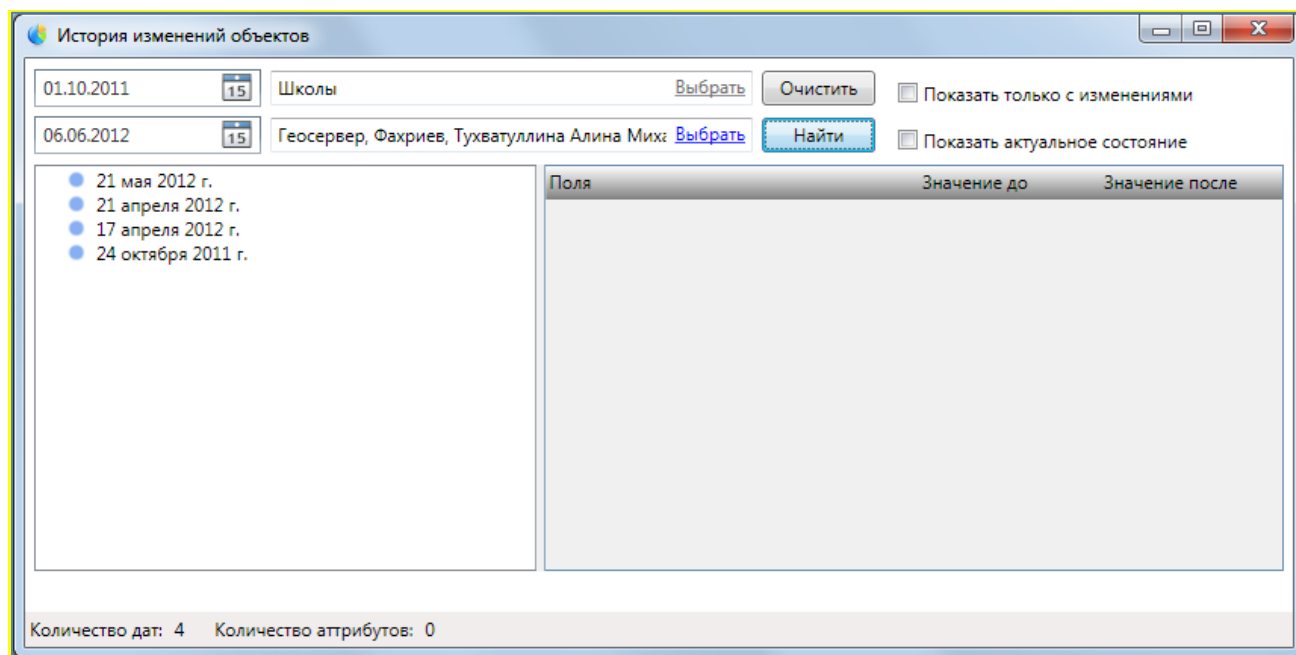 История изменений объектов
01.10.2011 15 Школы Выбрать Очистить Показать только с изменениями
06.06.2012 15 Геосервер, Фахриев, Тухватуллина Алина Миха Выбрать Найти Показать актуальное состояние
21 мая 2012 г.
21 апреля 2012 г.
17 апреля 2012 г.
24 октября 2011 г.
Поля Значение до Значение после
Количество дат: 4 Количество аттрибутов: 0